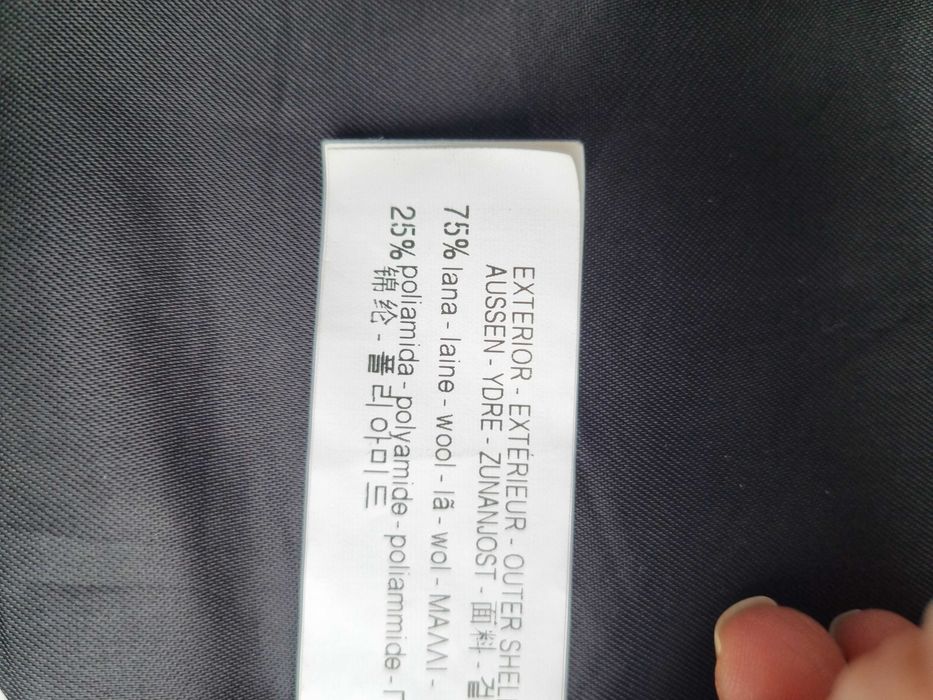 EXTERIOR - EXTÉRIEUR - OUTER SHEL
AUSSEN - YDRE - ZUNANJOST - 面料 - 겉
75% lana - laine - wool - lã - wol - ΜΑΛΛΙ -
25% poliamida - polyamide - poliammide -
锦纶 - 폴리아미드